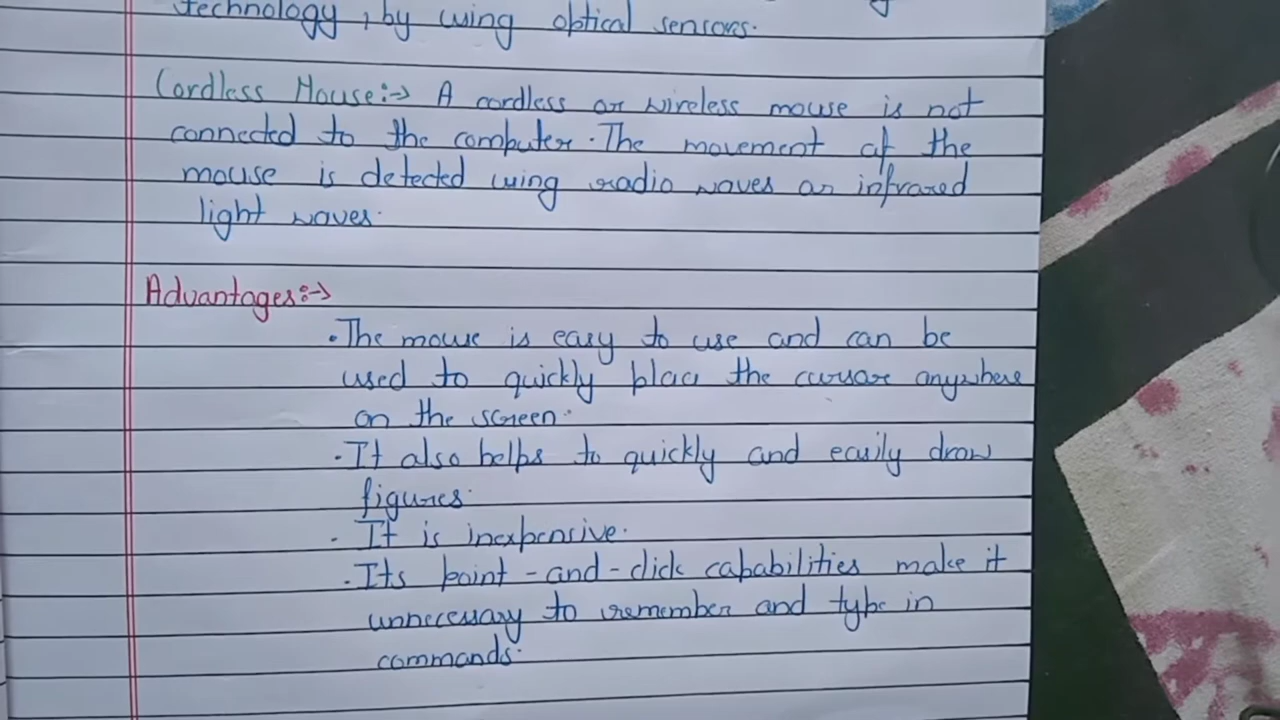 technology, by using optical sensors.
Cordless Mouse:→ A cordless or wireless mouse is not
connected to the computer. The movement of the
mouse is detected using radio waves or infrared
light waves.
Advantages:→
• The mouse is easy to use and can be
used to quickly place the cursor anywhere
on the screen.
• It also helps to quickly and easily draw
figures.
• It is inexpensive.
• Its point-and-click capabilities make it
unnecessary to remember and type in
commands.